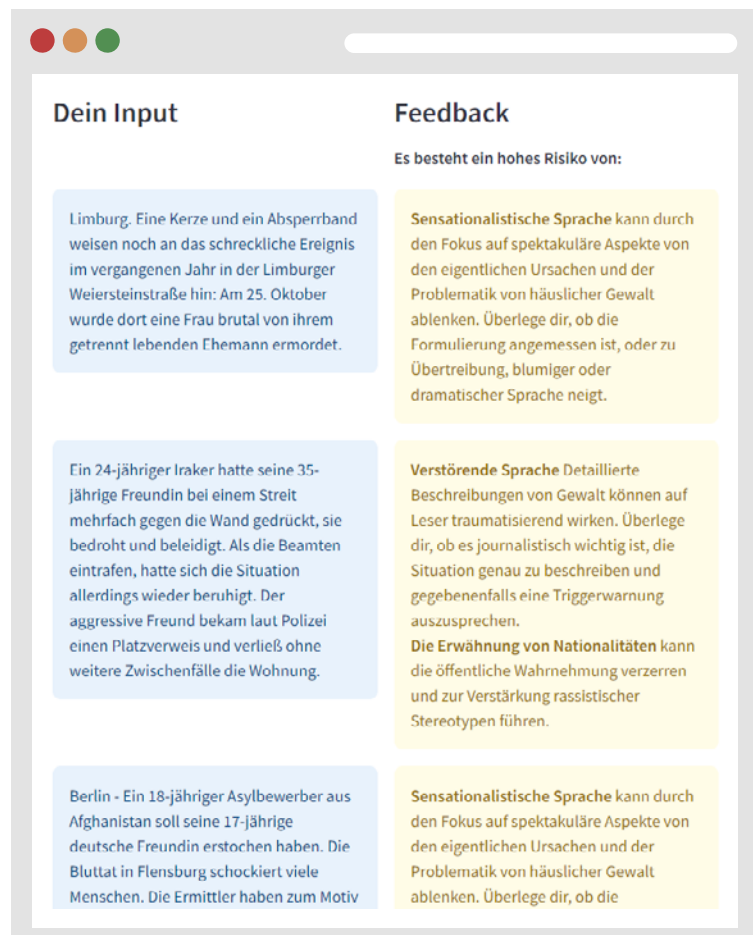 Dein Input
Feedback
Es besteht ein hohes Risiko von:
Limburg. Eine Kerze und ein Absperrband
weisen noch an das schreckliche Ereignis
im vergangenen Jahr in der Limburger
Weiersteinstraße hin: Am 25. Oktober
wurde dort eine Frau brutal von ihrem
getrennt lebenden Ehemann ermordet.
Sensationalistische Sprache kann durch
den Fokus auf spektakuläre Aspekte von
den eigentlichen Ursachen und der
Problematik von häuslicher Gewalt
ablenken. Überlege dir, ob die
Formulierung angemessen ist, oder zu
Übertreibung, blumiger oder
dramatischer Sprache neigt.
Ein 24-jähriger Iraker hatte seine 35-
jährige Freundin bei einem Streit
mehrfach gegen die Wand gedrückt, sie
bedroht und beleidigt. Als die Beamten
eintrafen, hatte sich die Situation
allerdings wieder beruhigt. Der
aggressive Freund bekam laut Polizei
einen Platzverweis und verließ ohne
weitere Zwischenfälle die Wohnung.
Verstörende Sprache Detaillierte
Beschreibungen von Gewalt können auf
Leser traumatisierend wirken. Überlege
dir, ob es journalistisch wichtig ist, die
Situation genau zu beschreiben und
gegebenenfalls eine Triggerwarnung
auszusprechen.
Die Erwähnung von Nationalitäten kann
die öffentliche Wahrnehmung verzerren
und zur Verstärkung rassistischer
Stereotypen führen.
Berlin - Ein 18-jähriger Asylbewerber aus
Afghanistan soll seine 17-jährige
deutsche Freundin erstochen haben. Die
Bluttat in Flensburg schockiert viele
Menschen. Die Ermittler haben zum Motiv
Sensationalistische Sprache kann durch
den Fokus auf spektakuläre Aspekte von
den eigentlichen Ursachen und der
Problematik von häuslicher Gewalt
ablenken. Überlege dir, ob die